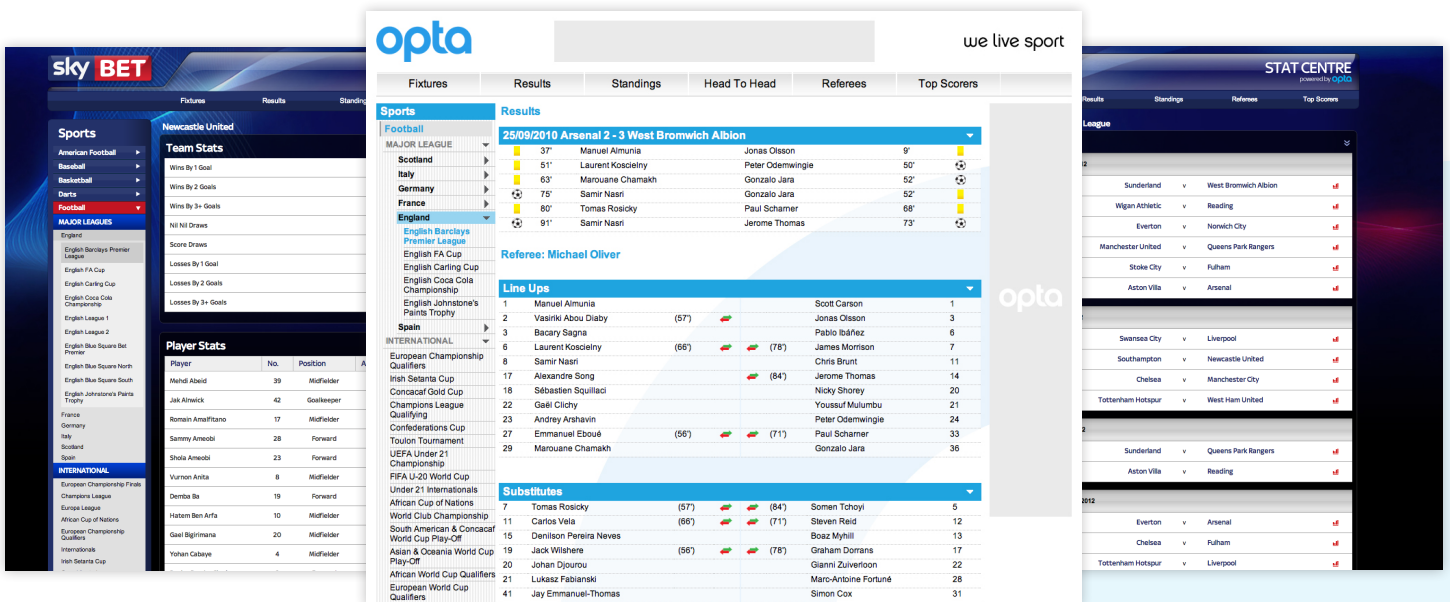 sky BET
Fixtures Results Standing
Sports
American Football
Baseball
Basketball
Darts
Football
MAJOR LEAGUES
England
English Barclays Premier
League
English FA Cup
English Carling Cup
English Coca Cola
Championship
English League 1
English League 2
English Blue Square Bet
Premier
English Blue Square North
English Blue Square South
English Johnstone's Paints
Trophy
France
Germany
Italy
Scotland
Spain
INTERNATIONAL
European Championship Finals
Champions League
Europa League
African Cup of Nations
European Championship
Qualifiers
Internationals
Irish Setanta Cup
Newcastle United
Team Stats
Wins By 1 Goal
Wins By 2 Goals
Wins By 3+ Goals
Nil Nil Draws
Score Draws
Losses By 1 Goal
Losses By 2 Goals
Losses By 3+ Goals
Player Stats
Player No. Position A
Mehdi Abeid 39 Midfielder
Jak Alnwick 42 Goalkeeper
Romain Amalfitano 17 Midfielder
Sammy Ameobi 28 Forward
Shola Ameobi 23 Forward
Vurnon Anita 8 Midfielder
Demba Ba 19 Forward
Hatem Ben Arfa 10 Midfielder
Gael Bigirimana 20 Midfielder
Yohan Cabaye 4 Midfielder
opta
we live sport
Fixtures Results Standings Head To Head Referees Top Scorers
Sports
Football
MAJOR LEAGUE
Scotland
Italy
Germany
France
England
English Barclays
Premier League
English FA Cup
English Carling Cup
English Coca Cola
Championship
English Johnstone's
Paints Trophy
Spain
INTERNATIONAL
European Championship
Qualifiers
Irish Setanta Cup
Concacaf Gold Cup
Champions League
Qualifying
Confederations Cup
Toulon Tournament
UEFA Under 21
Championship
FIFA U-20 World Cup
Under 21 Internationals
African Cup of Nations
World Club Championship
South American & Concacaf
World Cup Play-Off
Asian & Oceania World Cup
Play-Off
African World Cup Qualifiers
European World Cup
Qualifiers
Results
25/09/2010 Arsenal 2 - 3 West Bromwich Albion
37' Manuel Almunia Jonas Olsson 9'
51' Laurent Koscielny Peter Odemwingie 50'
63' Marouane Chamakh Gonzalo Jara 52'
75' Samir Nasri Gonzalo Jara 52'
80' Tomas Rosicky Paul Scharner 68'
91' Samir Nasri Jerome Thomas 73'
Referee: Michael Oliver
Line Ups
1 Manuel Almunia Scott Carson 1
2 Vasiriki Abou Diaby (57') Jonas Olsson 3
3 Bacary Sagna Pablo Ibáñez 6
6 Laurent Koscielny (66') (78') James Morrison 7
8 Samir Nasri Chris Brunt 11
17 Alexandre Song (84') Jerome Thomas 14
18 Sébastien Squillaci Nicky Shorey 20
22 Gaël Clichy Youssuf Mulumbu 21
23 Andrey Arshavin Peter Odemwingie 24
27 Emmanuel Eboué (56') (71') Paul Scharner 33
29 Marouane Chamakh Gonzalo Jara 36
Substitutes
7 Tomas Rosicky (57') (84') Somen Tchoyi 5
11 Carlos Vela (66') (71') Steven Reid 12
15 Denilson Pereira Neves Boaz Myhill 13
19 Jack Wilshere (56') (78') Graham Dorrans 17
20 Johan Djourou Gianni Zuiverloon 22
21 Lukasz Fabianski Marc-Antoine Fortuné 28
41 Jay Emmanuel-Thomas Simon Cox 31
opta
STAT CENTRE
powered by opta
Results Standings Referees Top Scorers
League
12
Sunderland v West Bromwich Albion
Wigan Athletic v Reading
Everton v Norwich City
Manchester United v Queens Park Rangers
Stoke City v Fulham
Aston Villa v Arsenal
Swansea City v Liverpool
Southampton v Newcastle United
Chelsea v Manchester City
Tottenham Hotspur v West Ham United
2
Sunderland v Queens Park Rangers
Aston Villa v Reading
2012
Everton v Arsenal
Chelsea v Fulham
Tottenham Hotspur v Liverpool